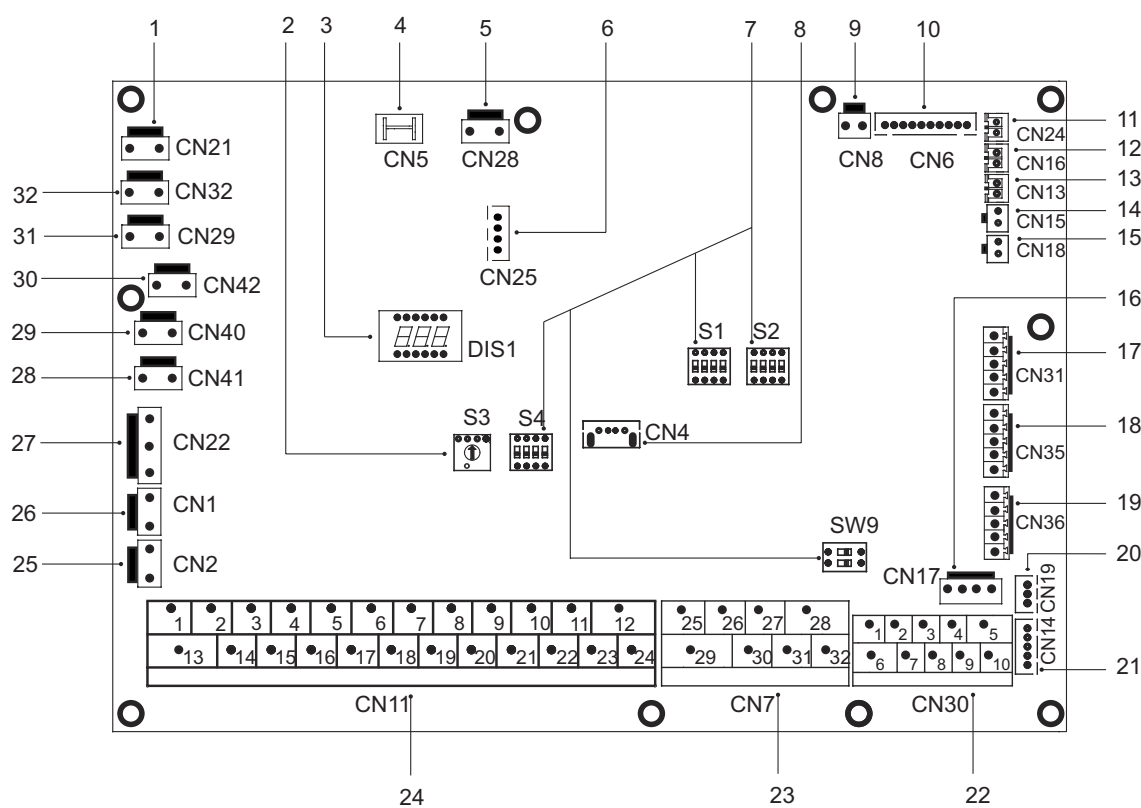 1 2 3 4 5 6 7 8 9 10
CN21
CN5
CN28
CN8
CN6
CN24
11
CN16
12
CN13
13
CN15
14
CN18
15
32
CN32
31
CN29
CN25
30
CN42
16
29
CN40
888
DIS1
S1
S2
28
CN41
CN31
17
27
CN22
2
S3
S4
CN4
CN35
18
26
CN1
CN36
19
25
CN2
SW9
CN17
20
CN19
1 2 3 4 5 6 7 8 9 10 11 12
25 26 27 28
1 2 3 4 5
13 14 15 16 17 18 19 20 21 22 23 24
29 30 31 32
6 7 8 9 10
CN14
21
CN11
CN7
CN30
24
23
22